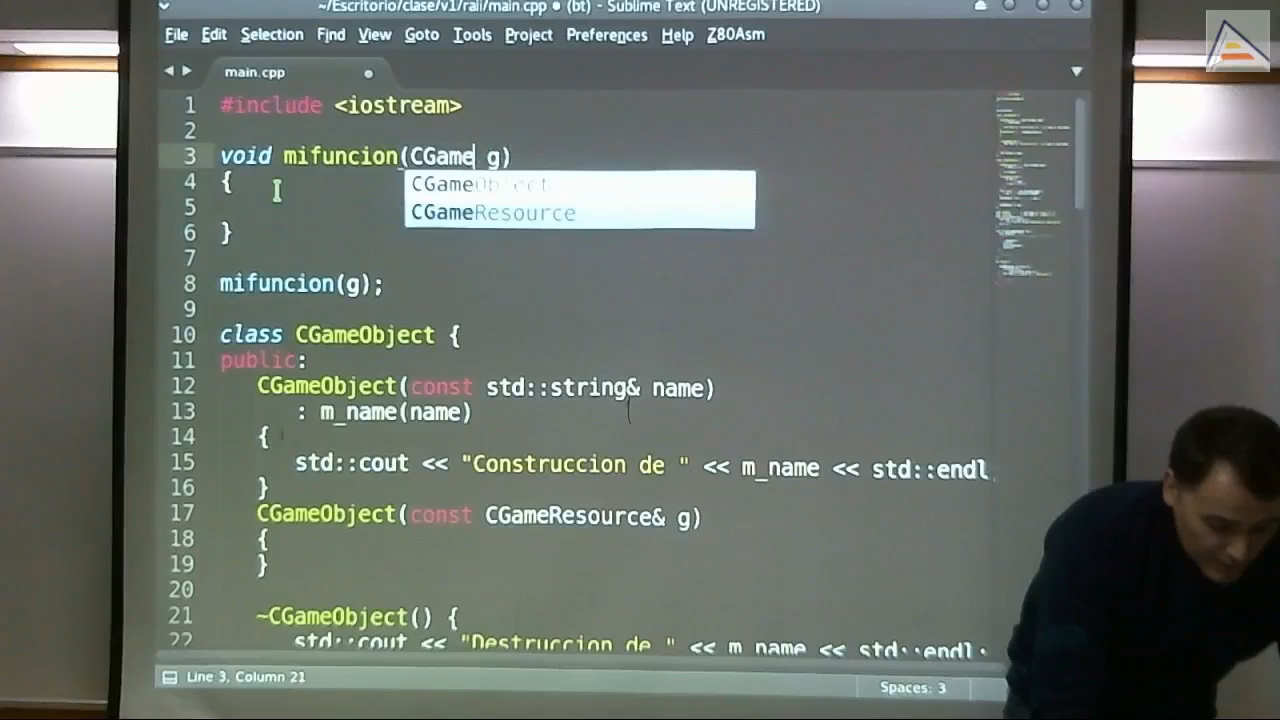 ~/Escritorio/clase/v1/raii/main.cpp • (bt) - Sublime Text (UNREGISTERED)
File Edit Selection Find View Goto Tools Project Preferences Help Z80Asm
main.cpp
1 #include <iostream>
2
3 void mifuncion(CGame g)
4 {
CGameObject
CGameResource
5
6 }
7
8 mifuncion(g);
9
10 class CGameObject {
11 public:
12 CGameObject(const std::string& name)
13 : m_name(name)
14 {
15 std::cout << "Construccion de " << m_name << std::endl
16 }
17 CGameObject(const CGameResource& g)
18 {
19 }
20
21 ~CGameObject() {
22 std::cout << "Destruccion de " << m_name << std::endl
Line 3, Column 21
Spaces: 3